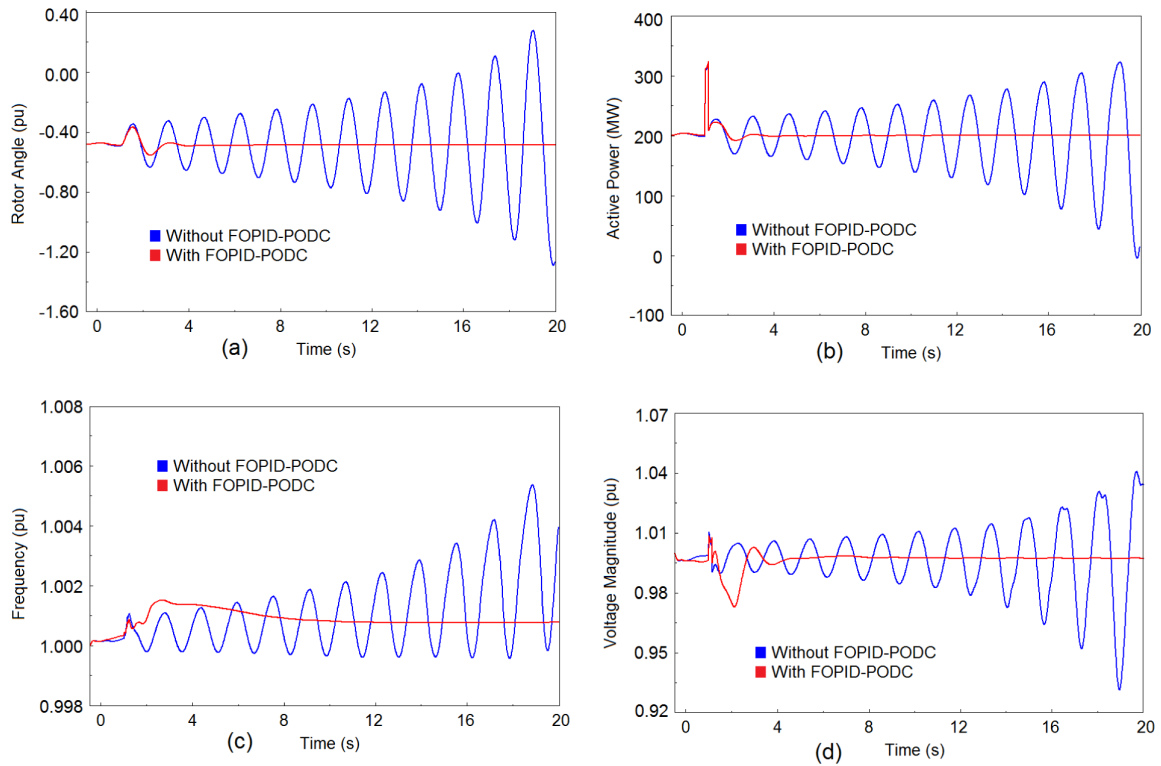 0.40
0.00
-0.40
-0.80
-1.20
-1.60
Rotor Angle (pu)
Without FOPID-PODC
With FOPID-PODC
0 4 8 12 16 20
(a) Time (s)
400
300
200
100
0
-100
Active Power (MW)
Without FOPID-PODC
With FOPID-PODC
0 4 8 12 16 20
(b) Time (s)
1.008
1.006
1.004
1.002
1.000
0.998
Frequency (pu)
Without FOPID-PODC
With FOPID-PODC
0 4 8 12 16 20
(c) Time (s)
1.07
1.04
1.01
0.98
0.95
0.92
Voltage Magnitude (pu)
Without FOPID-PODC
With FOPID-PODC
0 4 8 12 16 20
(d) Time (s)